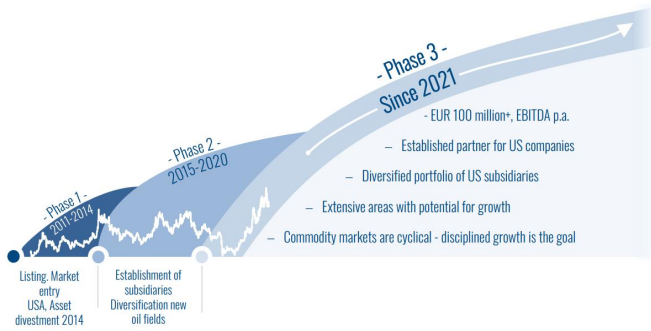 - Phase 1 -
2011-2014
- Phase 2 -
2015-2020
- Phase 3 -
Since 2021
- EUR 100 million+, EBITDA p.a.
– Established partner for US companies
– Diversified portfolio of US subsidiaries
– Extensive areas with potential for growth
– Commodity markets are cyclical - disciplined growth is the goal
Listing. Market
entry
USA, Asset
divestment 2014
Establishment of
subsidiaries
Diversification new
oil fields